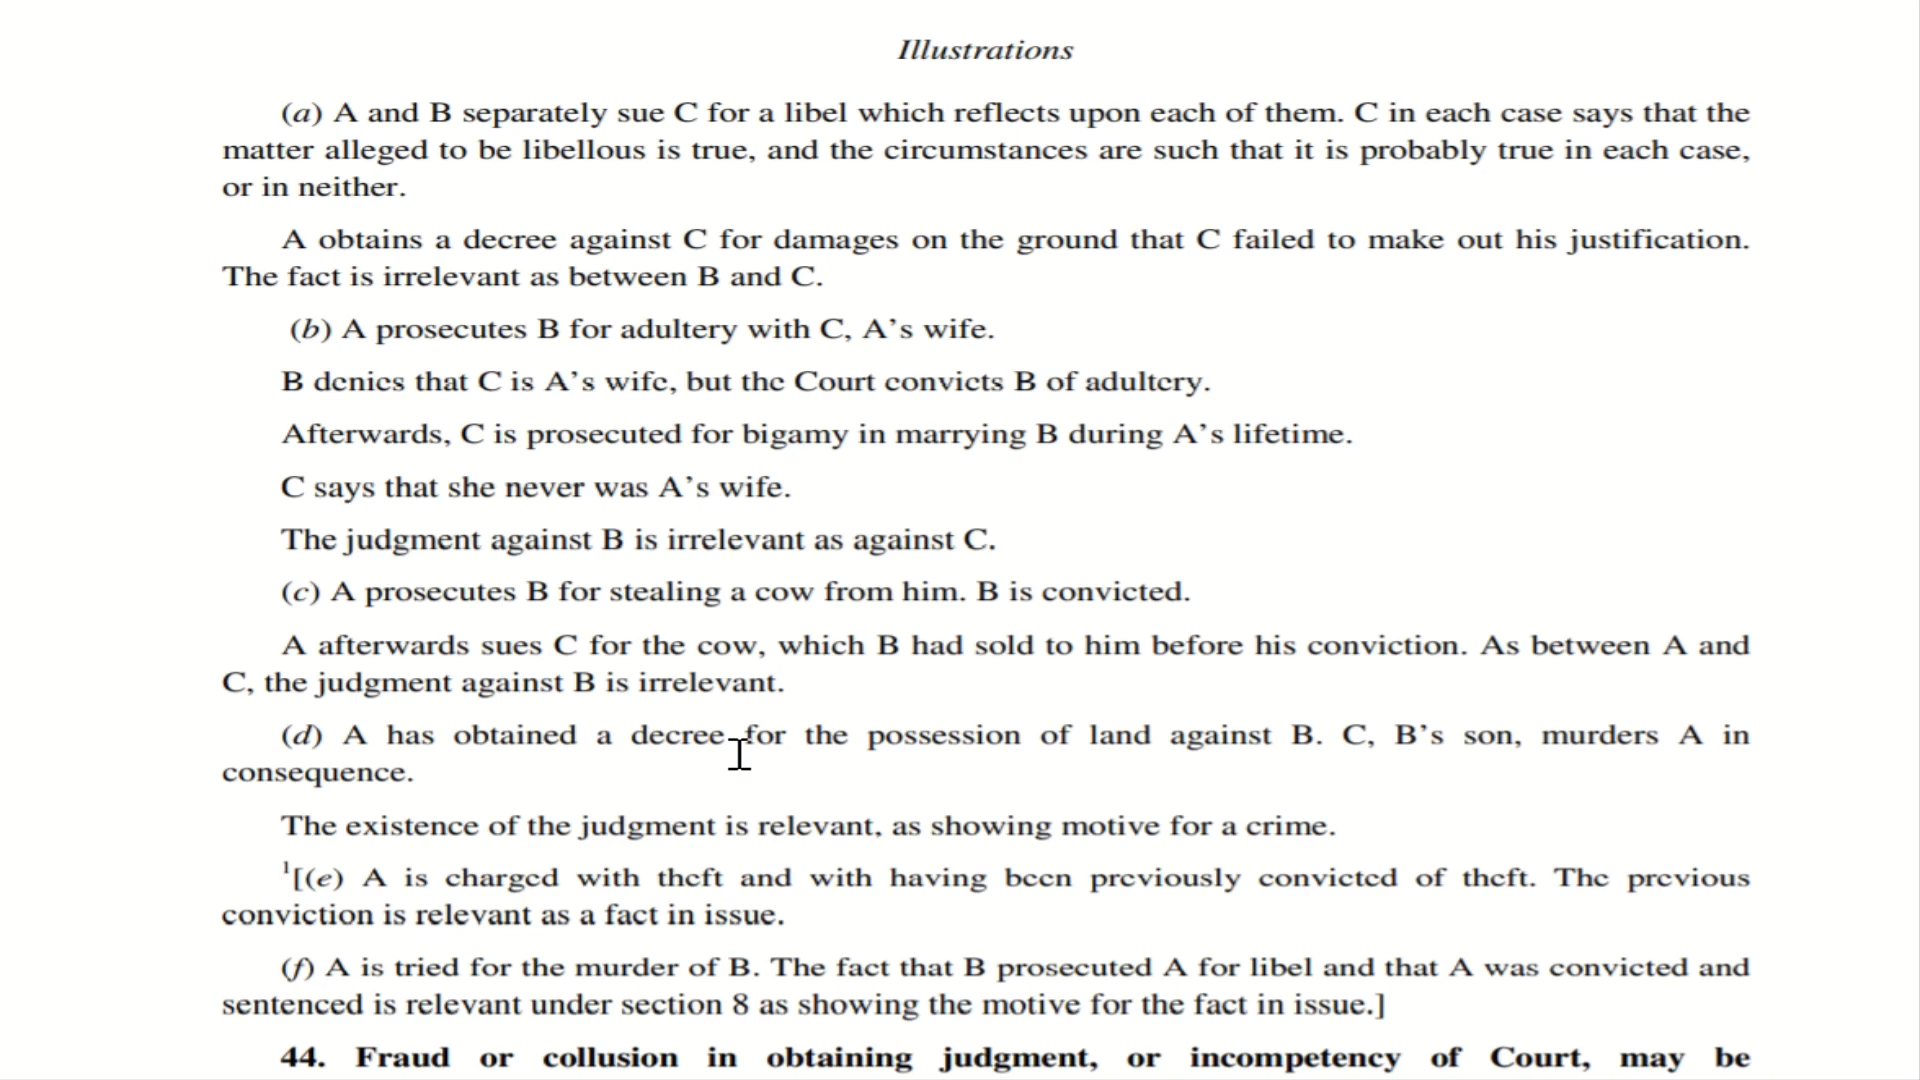 Illustrations
(a) A and B separately sue C for a libel which reflects upon each of them. C in each case says that the
matter alleged to be libellous is true, and the circumstances are such that it is probably true in each case,
or in neither.
A obtains a decree against C for damages on the ground that C failed to make out his justification.
The fact is irrelevant as between B and C.
(b) A prosecutes B for adultery with C, A’s wife.
B denies that C is A’s wife, but the Court convicts B of adultery.
Afterwards, C is prosecuted for bigamy in marrying B during A’s lifetime.
C says that she never was A’s wife.
The judgment against B is irrelevant as against C.
(c) A prosecutes B for stealing a cow from him. B is convicted.
A afterwards sues C for the cow, which B had sold to him before his conviction. As between A and
C, the judgment against B is irrelevant.
(d) A has obtained a decree for the possession of land against B. C, B’s son, murders A in
consequence.
The existence of the judgment is relevant, as showing motive for a crime.
1[(e) A is charged with theft and with having been previously convicted of theft. The previous
conviction is relevant as a fact in issue.
(f) A is tried for the murder of B. The fact that B prosecuted A for libel and that A was convicted and
sentenced is relevant under section 8 as showing the motive for the fact in issue.]
44. Fraud or collusion in obtaining judgment, or incompetency of Court, may be